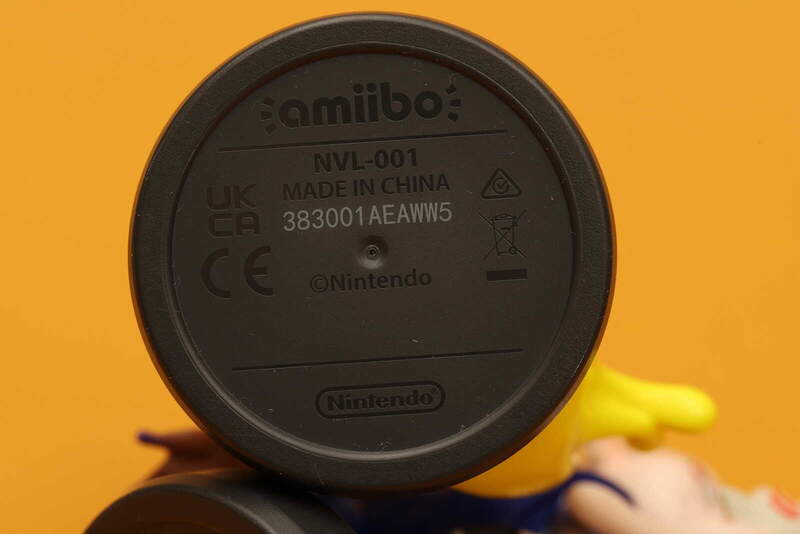 amiibo
NVL-001
MADE IN CHINA
383001AEAWW5
UK
CA
CE
©Nintendo
Nintendo®